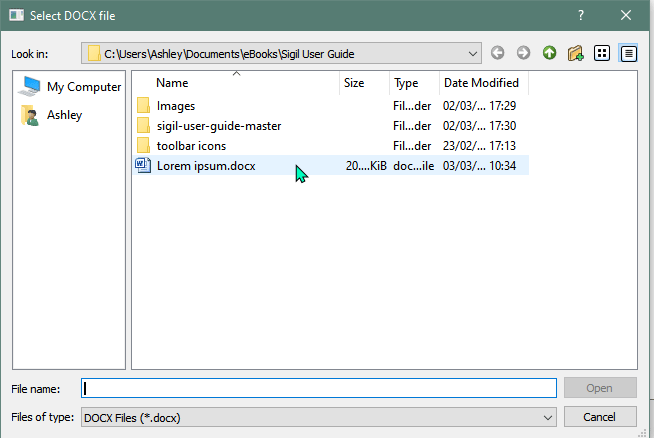 Select DOCX file
?
Look in: C:\Users\Ashley\Documents\eBooks\Sigil User Guide
My Computer
Ashley
Name Size Type Date Modified
Images Fil...der 02/03/... 17:29
sigil-user-guide-master Fil...der 02/03/... 17:30
toolbar icons Fil...der 23/02/... 17:13
Lorem ipsum.docx 20....KiB doc...ile 03/03/... 10:34
File name: Open
Files of type: DOCX Files (*.docx) Cancel